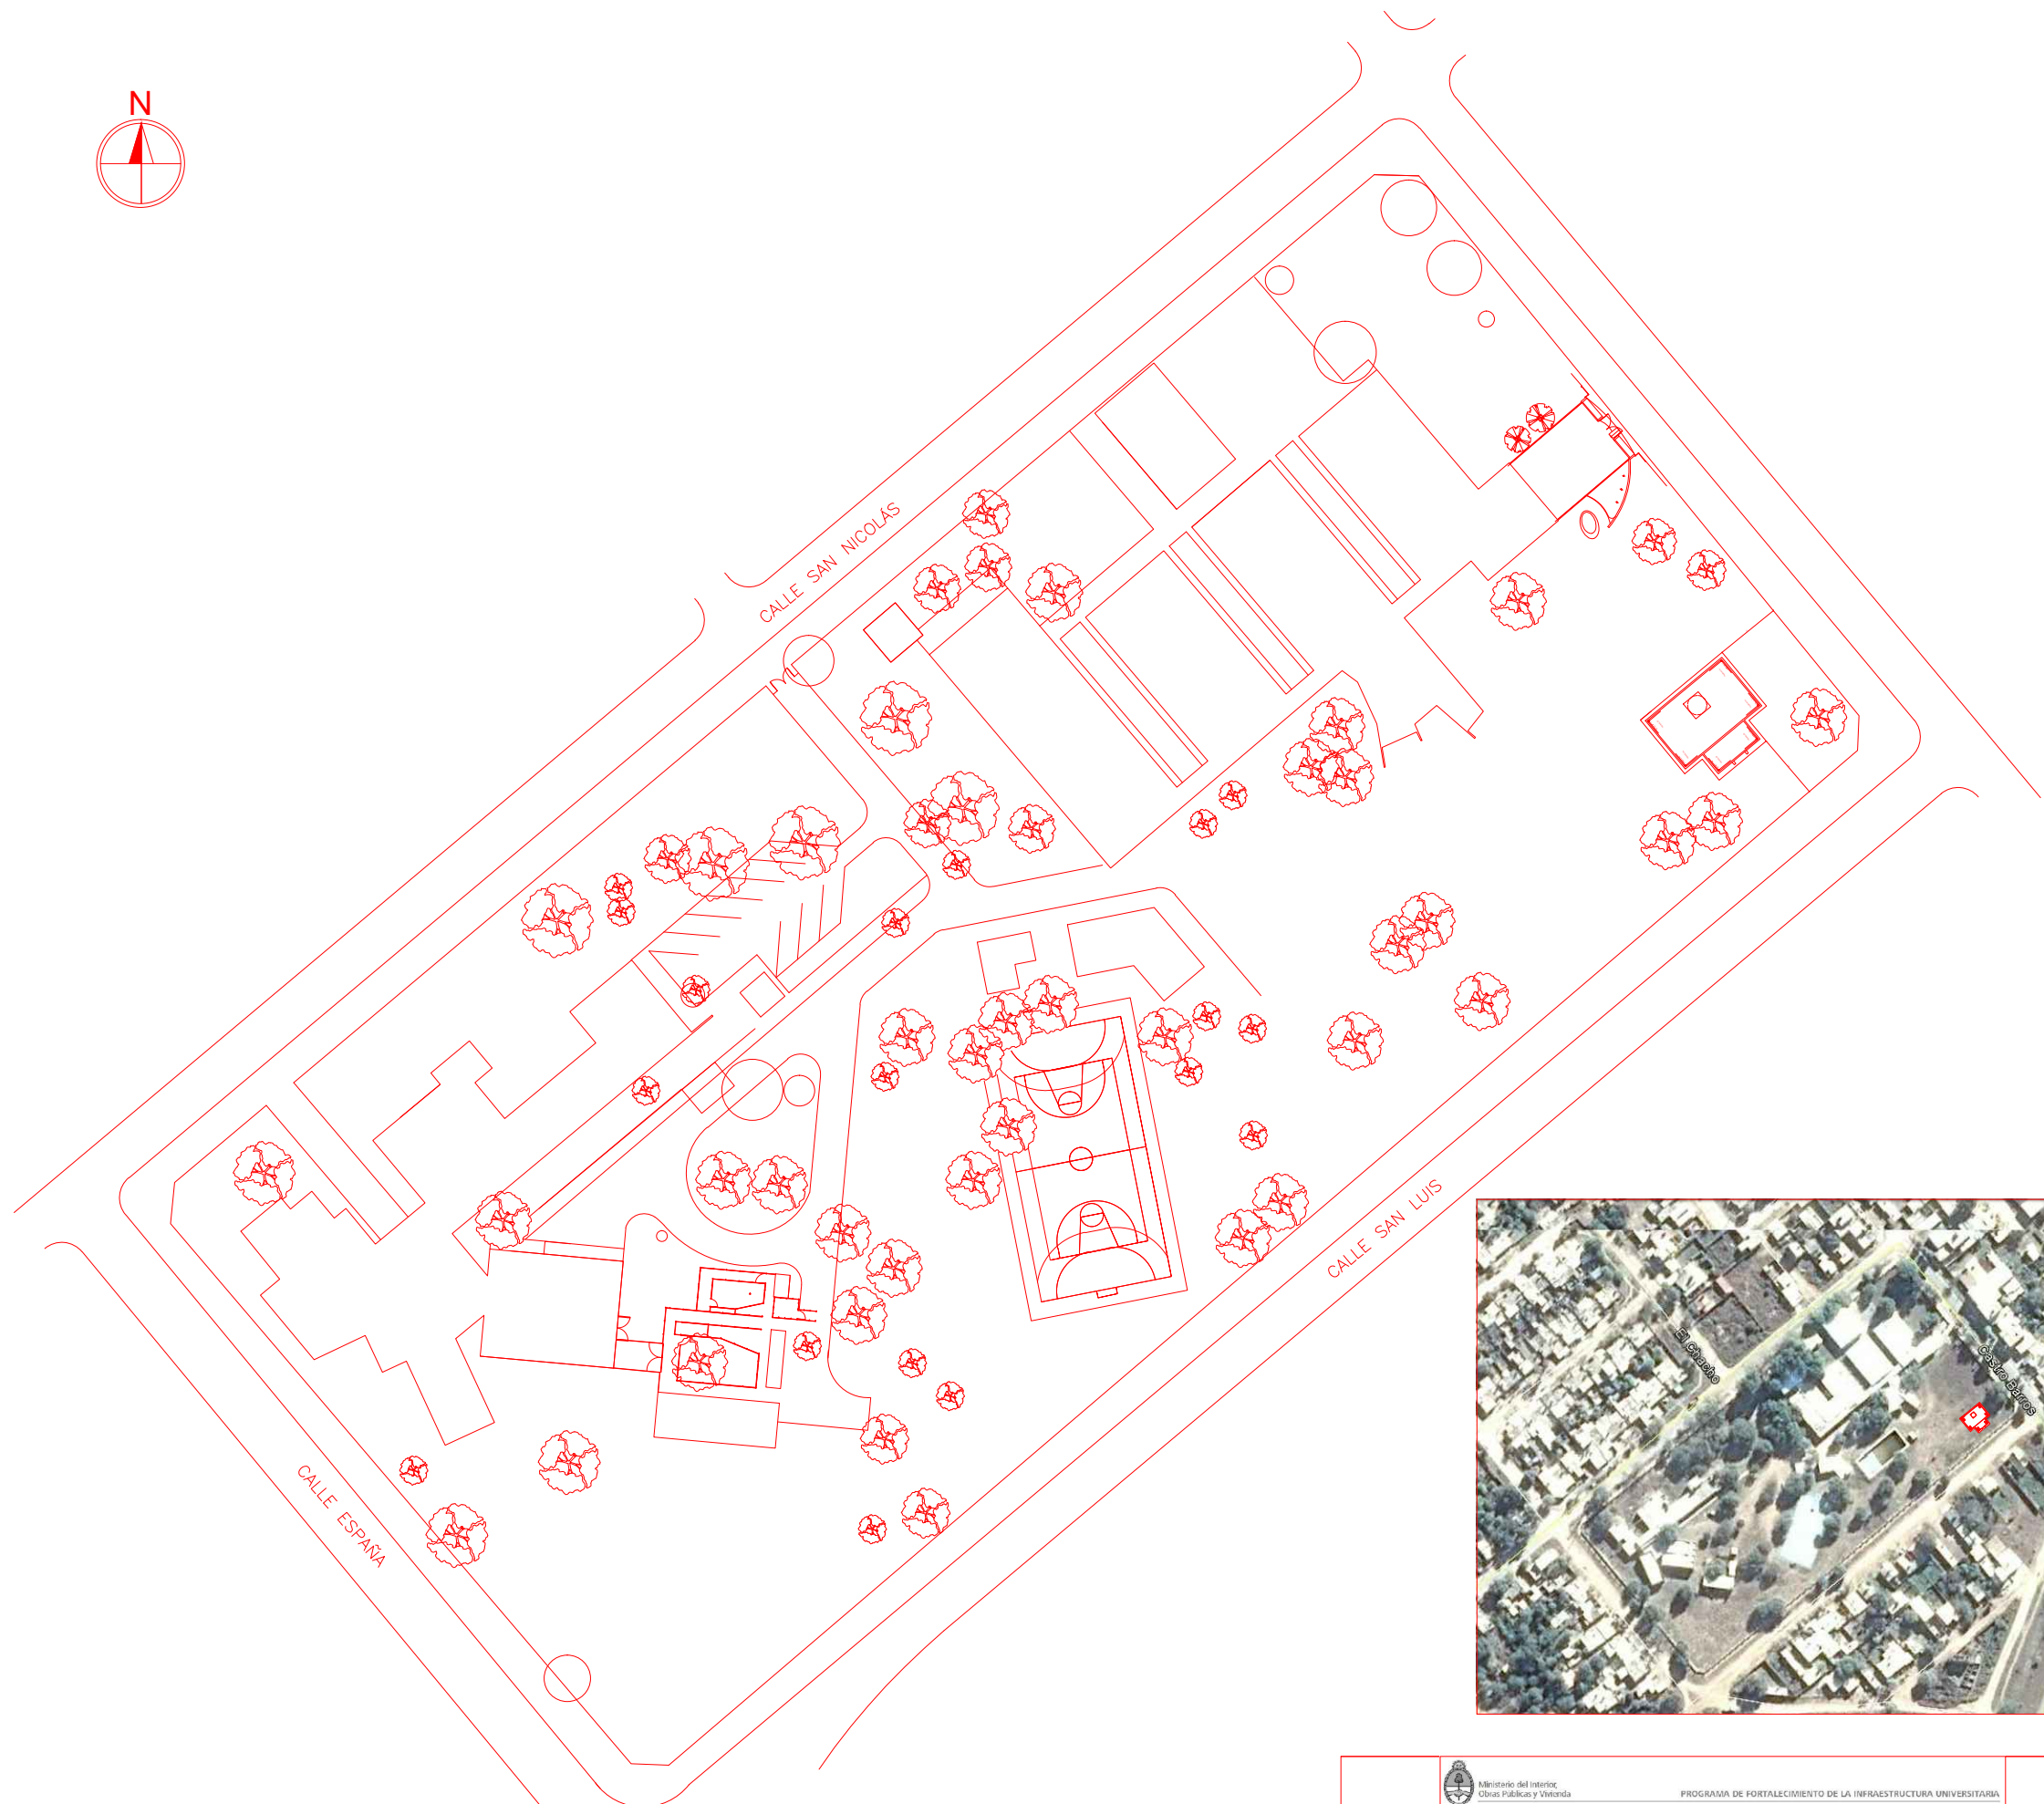 N
CALLE SAN NICOLÁS
CALLE SAN LUIS
CALLE ESPAÑA
El Chacho
Castro Barros
Ministerio del Interior,
Obras Públicas y Vivienda
PROGRAMA DE FORTALECIMIENTO DE LA INFRAESTRUCTURA UNIVERSITARIA